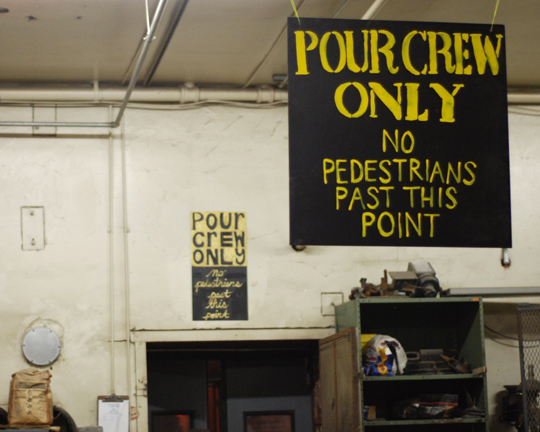 POUR CREW
ONLY
NO
PEDESTRIANS
PAST THIS
POINT
POUR
CREW
ONLY
no
pedestrians
past
this
point